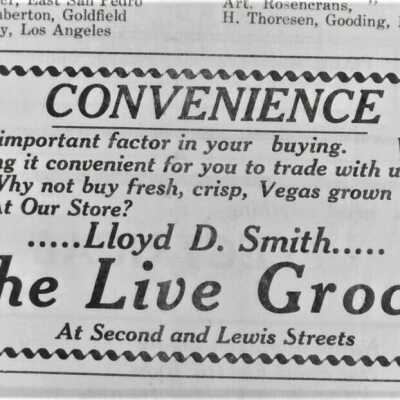 East San Pedro
Art. Rosencrans, "
berton, Goldfield
H. Thoresen, Gooding,
y, Los Angeles
CONVENIENCE
important factor in your buying.
ng it convenient for you to trade with u
Why not buy fresh, crisp, Vegas grown
At Our Store?
.....Lloyd D. Smith.....
he Live Groc
At Second and Lewis Streets